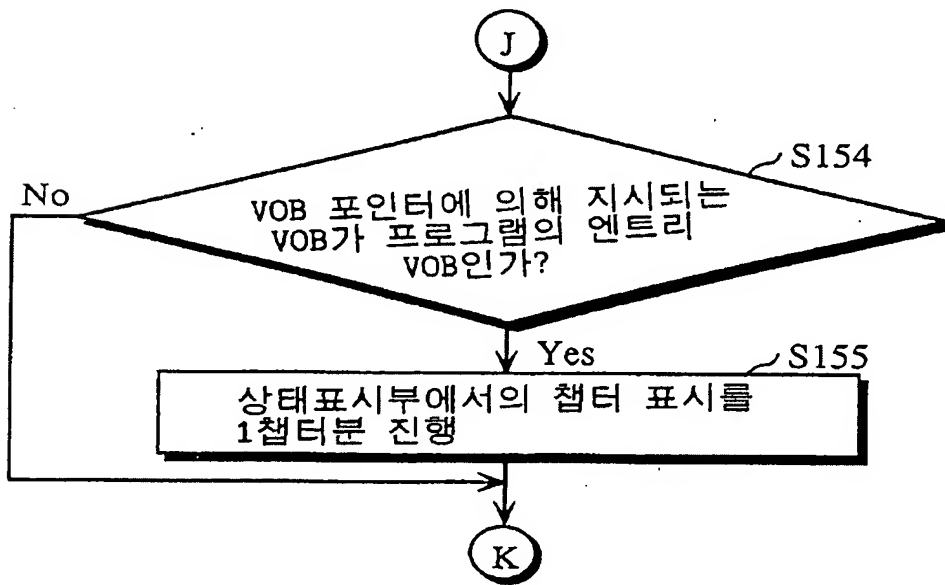 J
S154
No
VOB 포인터에 의해 지시되는
VOB가 프로그램의 엔트리
VOB인가?
Yes
S155
상태표시부에서의 챕터 표시를
1챕터분 진행
K